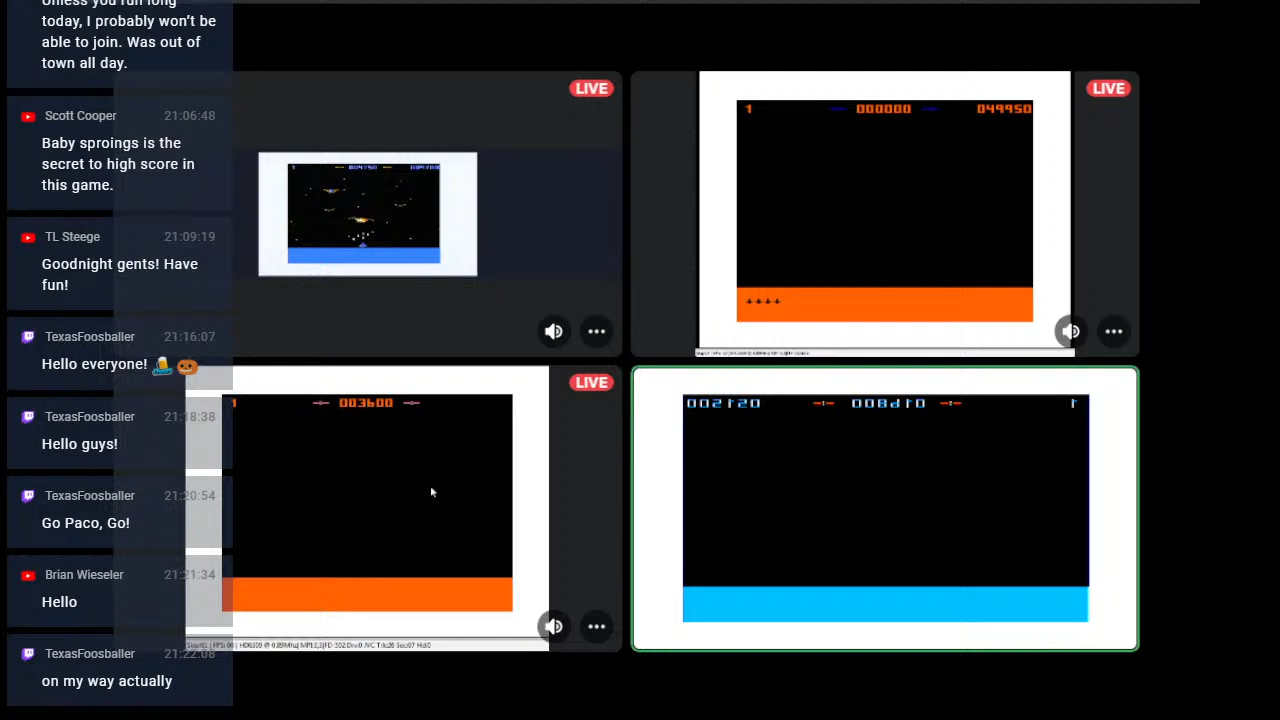 Unless you run long
today, I probably won't be
able to join. Was out of
town all day.
Scott Cooper 21:06:48
Baby sproings is the
secret to high score in
this game.
TL Steege 21:09:19
Goodnight gents! Have
fun!
TexasFoosballer 21:16:07
Hello everyone! 🍺 🎃
TexasFoosballer 21:18:38
Hello guys!
TexasFoosballer 21:20:54
Go Paco, Go!
Brian Wieseler 21:21:34
Hello
TexasFoosballer 21:22:08
on my way actually
LIVE
LIVE
1 000000 049950
++++
LIVE
1 003600